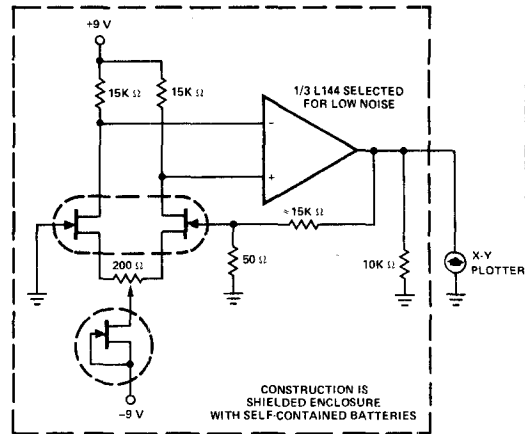 +9 V
15K Ω
15K Ω
1/3 L144 SELECTED
FOR LOW NOISE
−
+
≈15K Ω
200 Ω
50 Ω
10K Ω
X-Y
PLOTTER
−9 V
CONSTRUCTION IS
SHIELDED ENCLOSURE
WITH SELF-CONTAINED BATTERIES